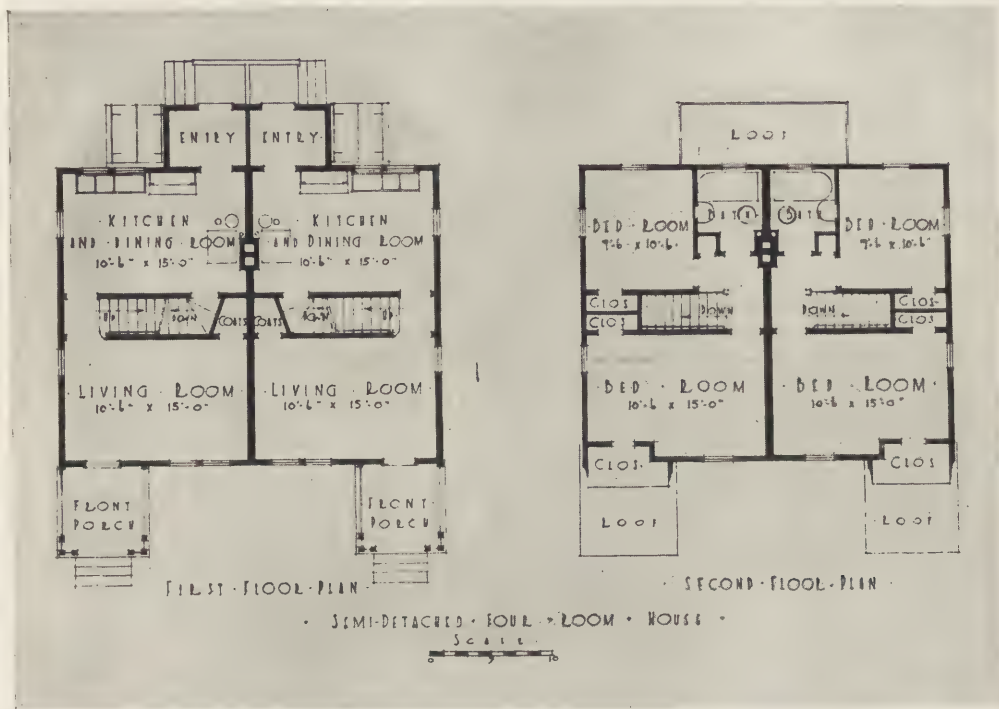 ENTRY
ENTRY
· KITCHEN
AND · DINING · ROOM ·
10'-6" x 15'-0"
· KITCHEN
AND DINING ROOM
10'-6" x 15'-0"
UP
DOWN
COATS
COATS
DOWN
UP
· LIVING · ROOM ·
10'-6" x 15'-0"
· LIVING · ROOM ·
10'-6" x 15'-0"
FRONT
PORCH
FRONT
PORCH
FIRST · FLOOR · PLAN ·
ROOF
BED · ROOM
9'-6 x 10'-6"
BATH
BATH
BED · ROOM
9'-6 x 10'-6"
CLOS
CLOS
DOWN
DOWN
CLOS
CLOS
· BED · ROOM
10'-6 x 15'-0"
· BED · ROOM ·
10'-6 x 15'-0"
CLOS ·
CLOS
ROOF
· ROOF
· SECOND · FLOOR · PLAN ·
· SEMI-DETACHED · FOUR · ROOM · HOUSE ·
SCALE
0 5 10